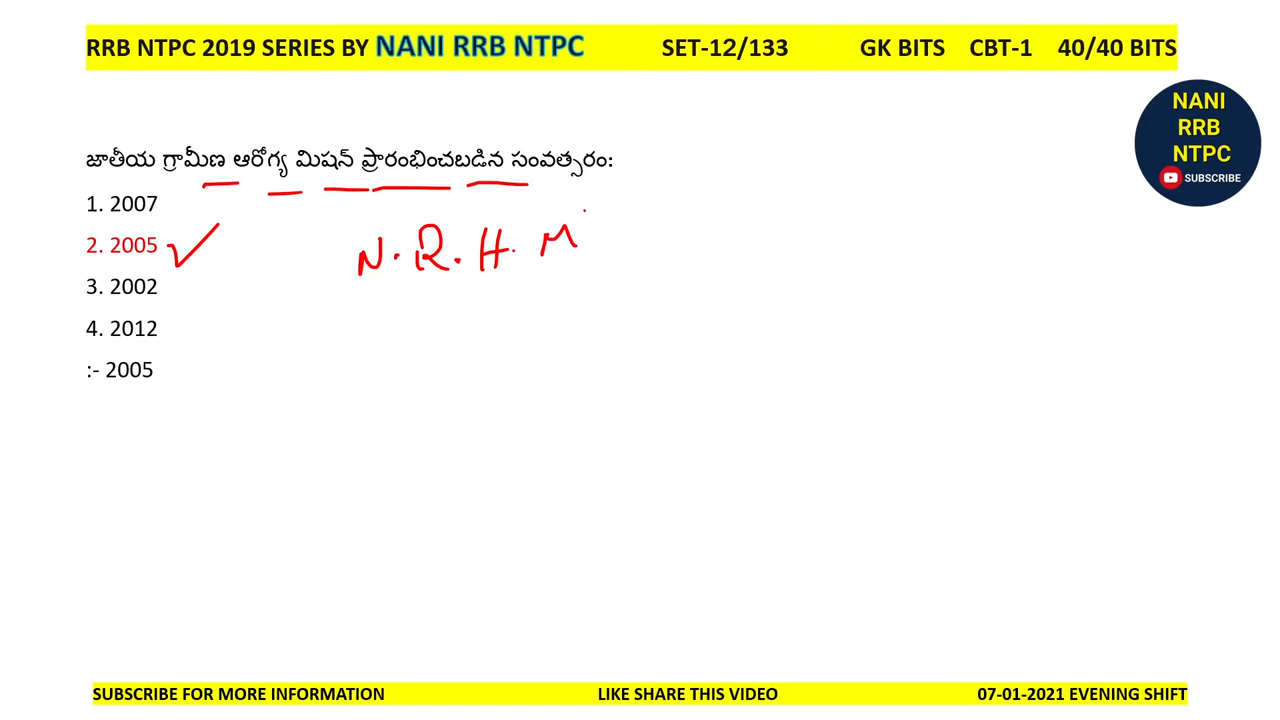 RRB NTPC 2019 SERIES BY NANI RRB NTPC SET-12/133 GK BITS CBT-1 40/40 BITS
NANI
RRB
NTPC
SUBSCRIBE
జాతీయ గ్రామీణ ఆరోగ్య మిషన్ ప్రారంభించబడిన సంవత్సరం:
1. 2007
2. 2005
N. R. H. M
3. 2002
4. 2012
:- 2005
SUBSCRIBE FOR MORE INFORMATION LIKE SHARE THIS VIDEO 07-01-2021 EVENING SHIFT